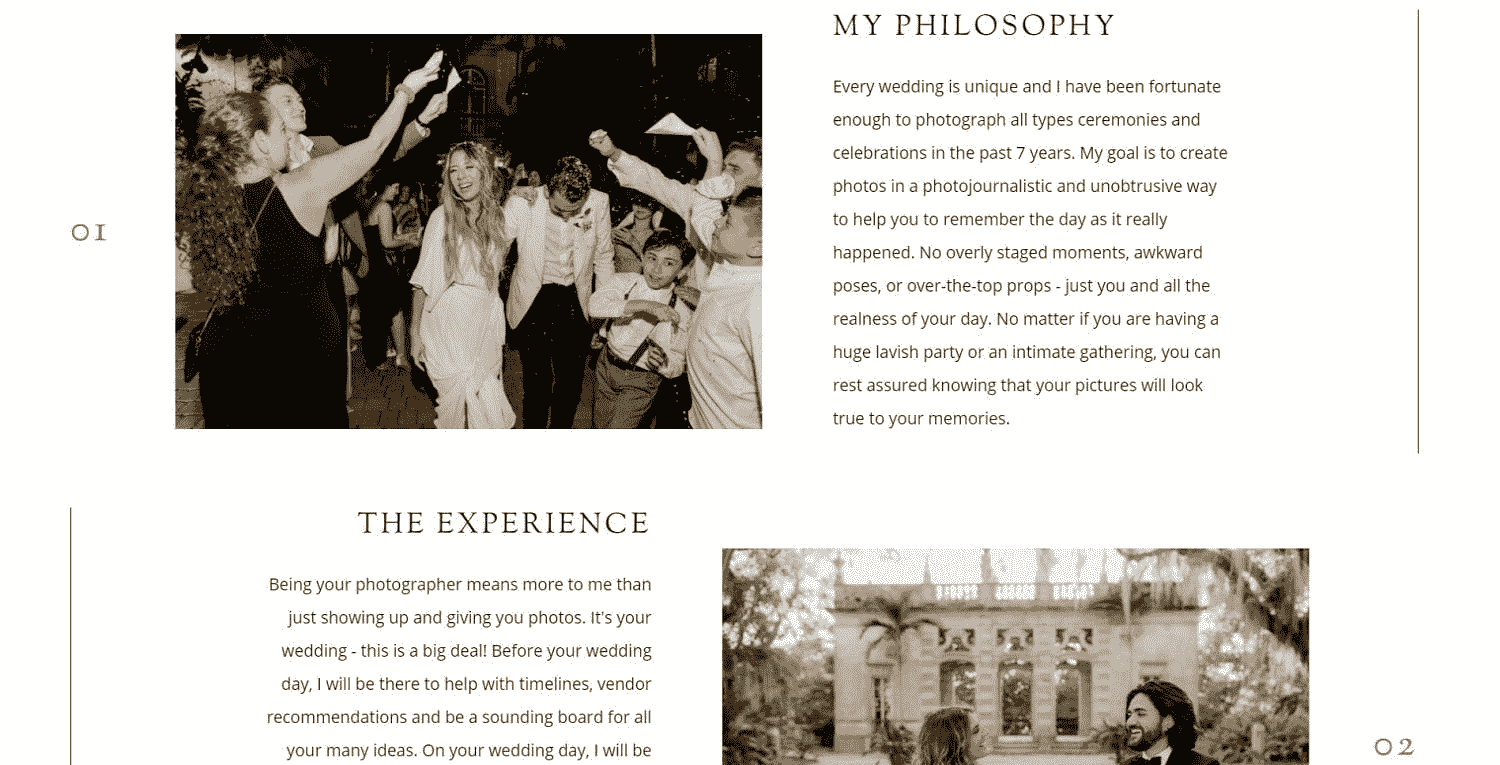 MY PHILOSOPHY
Every wedding is unique and I have been fortunate
enough to photograph all types ceremonies and
celebrations in the past 7 years. My goal is to create
photos in a photojournalistic and unobtrusive way
to help you to remember the day as it really
happened. No overly staged moments, awkward
poses, or over-the-top props - just you and all the
realness of your day. No matter if you are having a
huge lavish party or an intimate gathering, you can
rest assured knowing that your pictures will look
true to your memories.
01
THE EXPERIENCE
Being your photographer means more to me than
just showing up and giving you photos. It's your
wedding - this is a big deal! Before your wedding
day, I will be there to help with timelines, vendor
recommendations and be a sounding board for all
your many ideas. On your wedding day, I will be
02